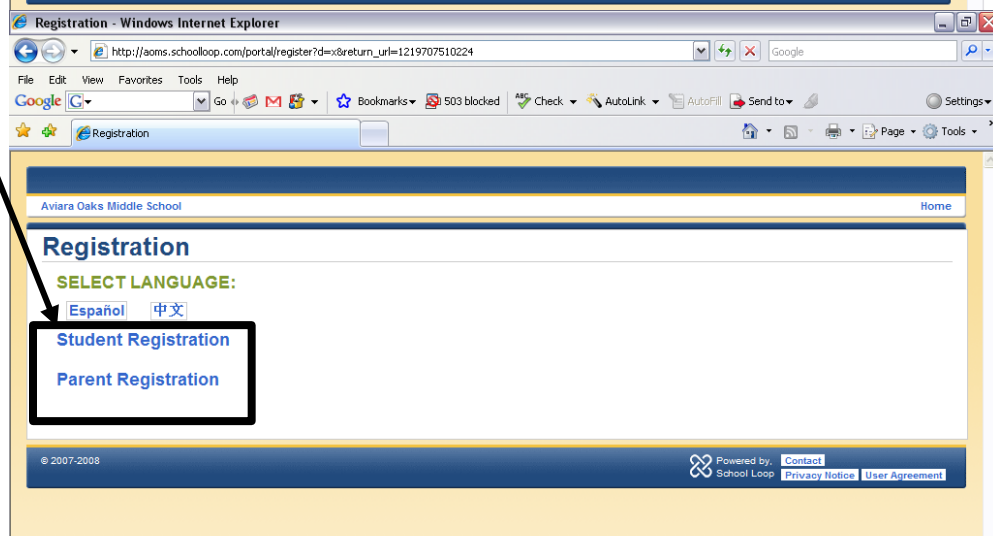 Registration - Windows Internet Explorer
http://aoms.schoolloop.com/portal/register?d=x&return_url=1219707510224
Google
File Edit View Favorites Tools Help
Google G Go Bookmarks 503 blocked ABC Check AutoLink AutoFill Send to Settings
Registration Page Tools
Aviara Oaks Middle School Home
Registration
SELECT LANGUAGE:
Español 中文
Student Registration
Parent Registration
© 2007-2008 Powered by, Contact
School Loop Privacy Notice User Agreement